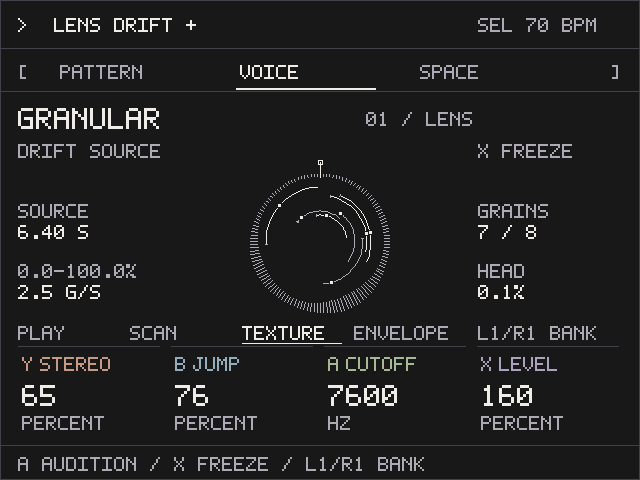 > LENS DRIFT + SEL 70 BPM
[ PATTERN VOICE SPACE ]
GRANULAR 01 / LENS
DRIFT SOURCE X FREEZE
SOURCE GRAINS
6.40 S 7 / 8
0.0-100.0% HEAD
2.5 G/S 0.1%
PLAY SCAN TEXTURE ENVELOPE L1/R1 BANK
Y STEREO B JUMP A CUTOFF X LEVEL
65 76 7600 160
PERCENT PERCENT HZ PERCENT
A AUDITION / X FREEZE / L1/R1 BANK